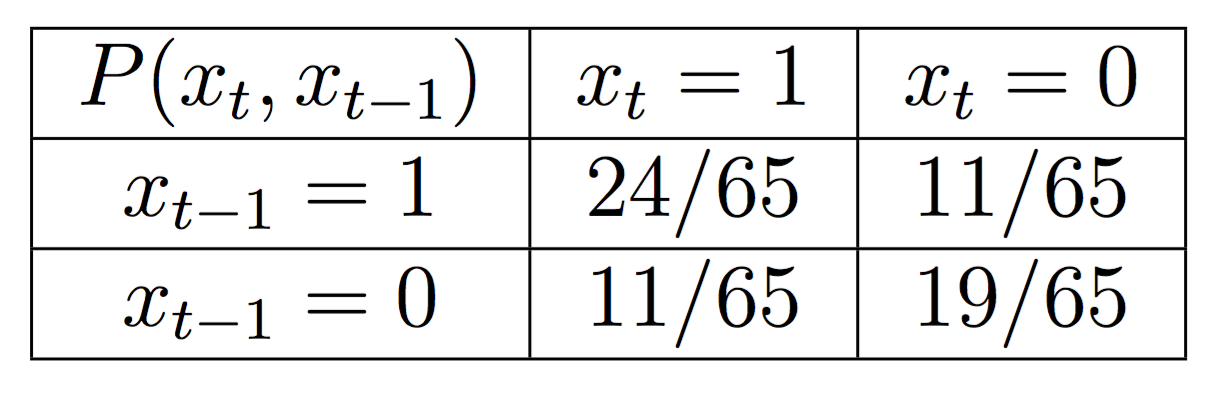 P(x_t, x_{t−1}) x_t = 1 x_t = 0
x_{t−1} = 1 24/65 11/65
x_{t−1} = 0 11/65 19/65